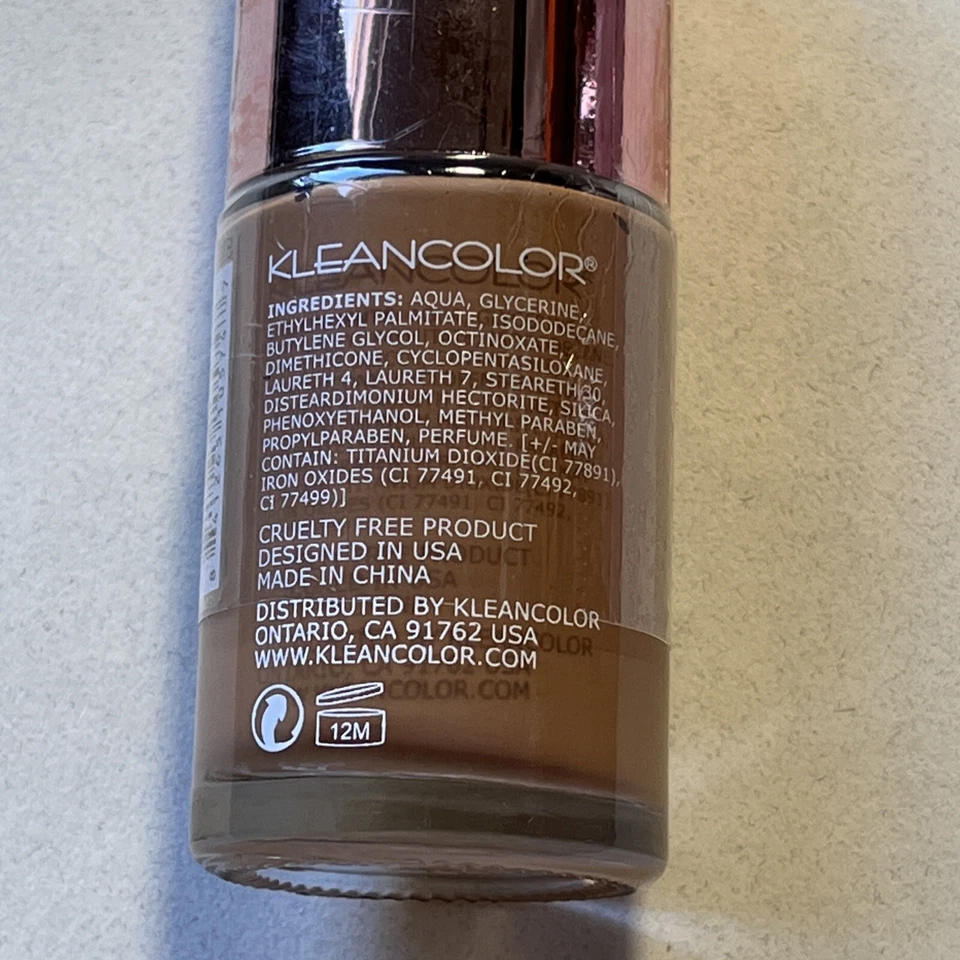 KLEANCOLOR®
INGREDIENTS: AQUA, GLYCERINE,
ETHYLHEXYL PALMITATE, ISODODECANE,
BUTYLENE GLYCOL, OCTINOXATE,
DIMETHICONE, CYCLOPENTASILOXANE,
LAURETH 4, LAURETH 7, STEARETH 30,
DISTEARDIMONIUM HECTORITE, SILICA,
PHENOXYETHANOL, METHYL PARABEN,
PROPYLPARABEN, PERFUME. [+/- MAY
CONTAIN: TITANIUM DIOXIDE(CI 77891),
IRON OXIDES (CI 77491, CI 77492,
CI 77499)]
CRUELTY FREE PRODUCT
DESIGNED IN USA
MADE IN CHINA
DISTRIBUTED BY KLEANCOLOR
ONTARIO, CA 91762 USA
WWW.KLEANCOLOR.COM
12M